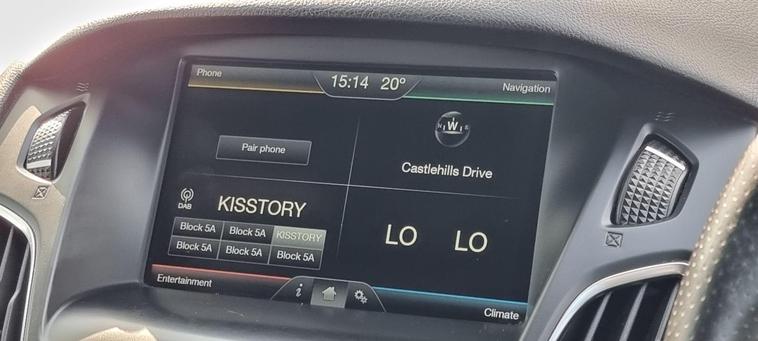 Phone
15:14 20°
Navigation
Pair phone
W
Castlehills Drive
DAB
KISSTORY
Block 5A Block 5A KISSTORY
Block 5A Block 5A Block 5A
LO LO
Entertainment
i
Climate